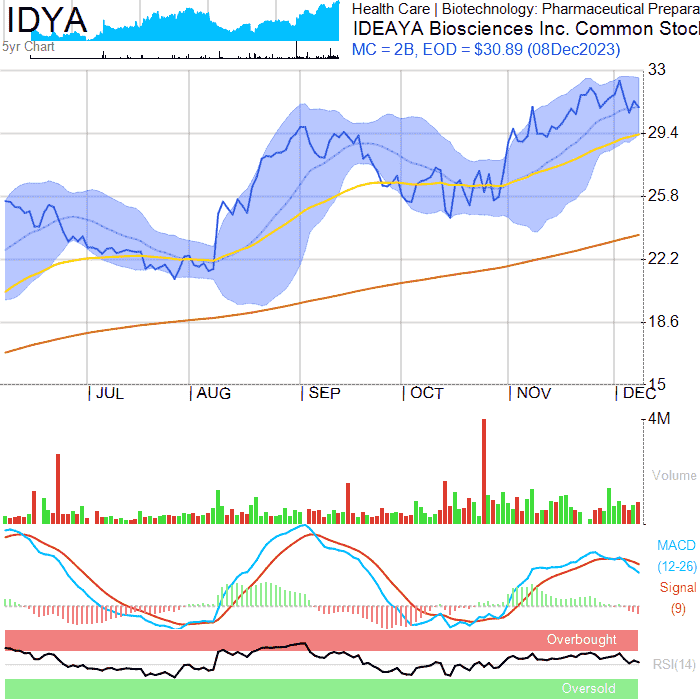 IDYA
5yr Chart
Health Care | Biotechnology: Pharmaceutical Prepara
IDEAYA Biosciences Inc. Common Stoc
MC = 2B, EOD = $30.89 (08Dec2023)
33
29.4
25.8
22.2
18.6
15
JUL AUG SEP OCT NOV DEC
4M
Volume
MACD
(12-26)
Signal
(9)
Overbought
RSI(14)
Oversold